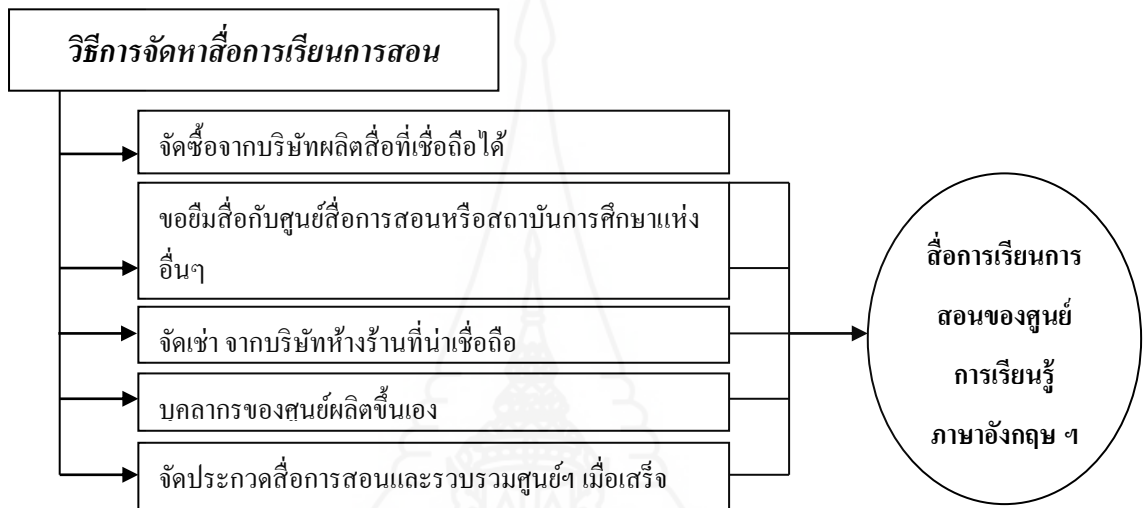 วิธีการจัดหาสื่อการเรียนการสอน
จัดซื้อจากบริษัทผลิตสื่อที่เชื่อถือได้
ขอยืมสื่อกับศูนย์สื่อการสอนหรือสถาบันการศึกษาแห่ง
อื่นๆ
จัดเช่า จากบริษัทห้างร้านที่น่าเชื่อถือ
บุคลากรของศูนย์ผลิตขึ้นเอง
จัดประกวดสื่อการสอนและรวบรวมศูนย์ฯ เมื่อเสร็จ
สื่อการเรียนการ
สอนของศูนย์
การเรียนรู้
ภาษาอังกฤษ ฯ